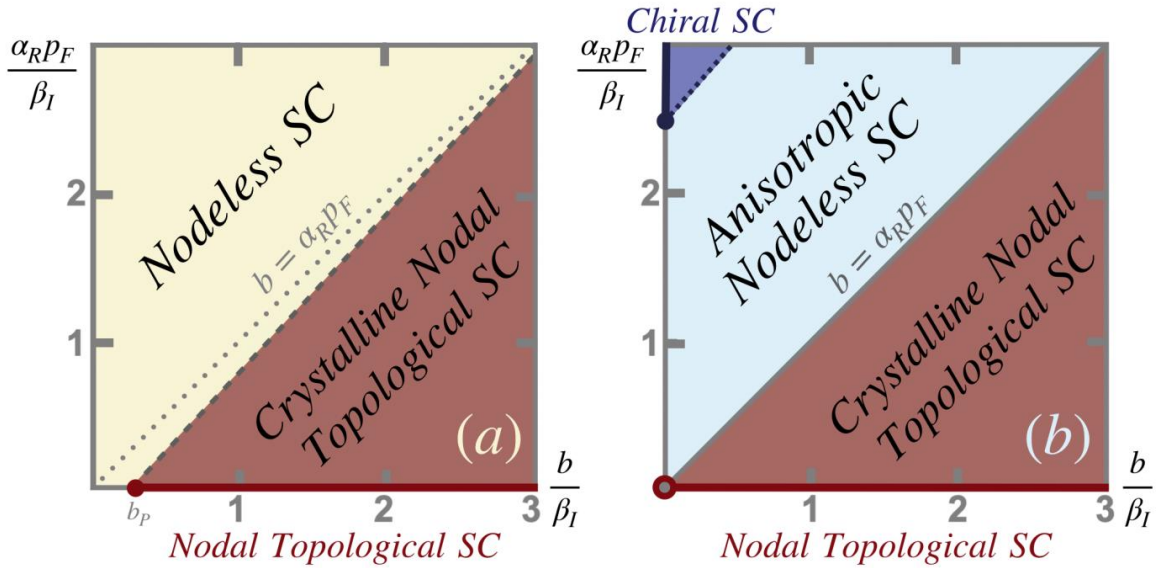 α_R p_F
β_I
2
1
Nodeless SC
b = α_R p_F
Crystalline Nodal
Topological SC
(a)
b_P
1
2
3
b
β_I
Nodal Topological SC
Chiral SC
α_R p_F
β_I
2
1
Anisotropic
Nodeless SC
b = α_R p_F
Crystalline Nodal
Topological SC
(b)
1
2
3
b
β_I
Nodal Topological SC